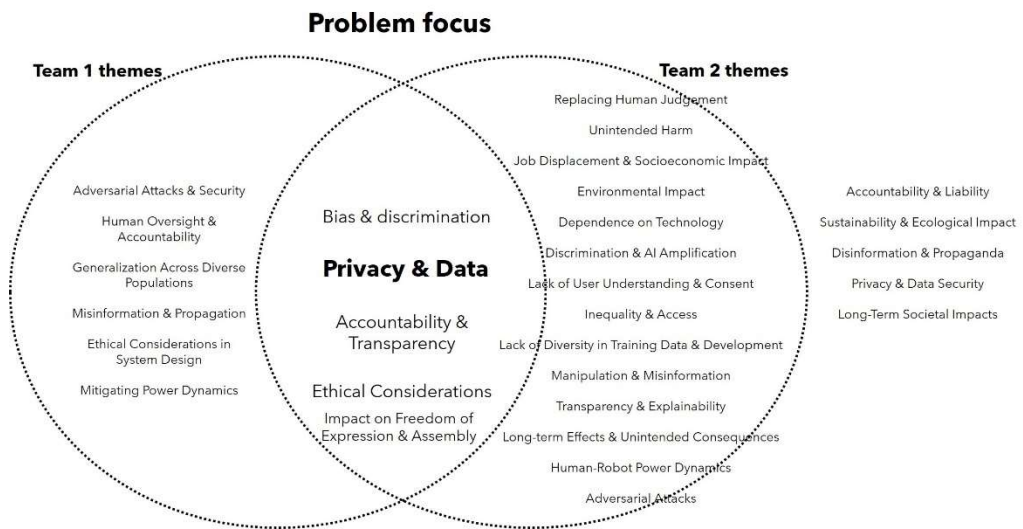 Problem focus
Team 1 themes
Adversarial Attacks & Security
Human Oversight &
Accountability
Generalization Across Diverse
Populations
Misinformation & Propagation
Ethical Considerations in
System Design
Mitigating Power Dynamics
Bias & discrimination
Privacy & Data
Accountability &
Transparency
Ethical Considerations
Impact on Freedom of
Expression & Assembly
Team 2 themes
Replacing Human Judgement
Unintended Harm
Job Displacement & Socioeconomic Impact
Environmental Impact
Dependence on Technology
Discrimination & AI Amplification
Lack of User Understanding & Consent
Inequality & Access
Lack of Diversity in Training Data & Development
Manipulation & Misinformation
Transparency & Explainability
Long-term Effects & Unintended Consequences
Human-Robot Power Dynamics
Adversarial Attacks
Accountability & Liability
Sustainability & Ecological Impact
Disinformation & Propaganda
Privacy & Data Security
Long-Term Societal Impacts